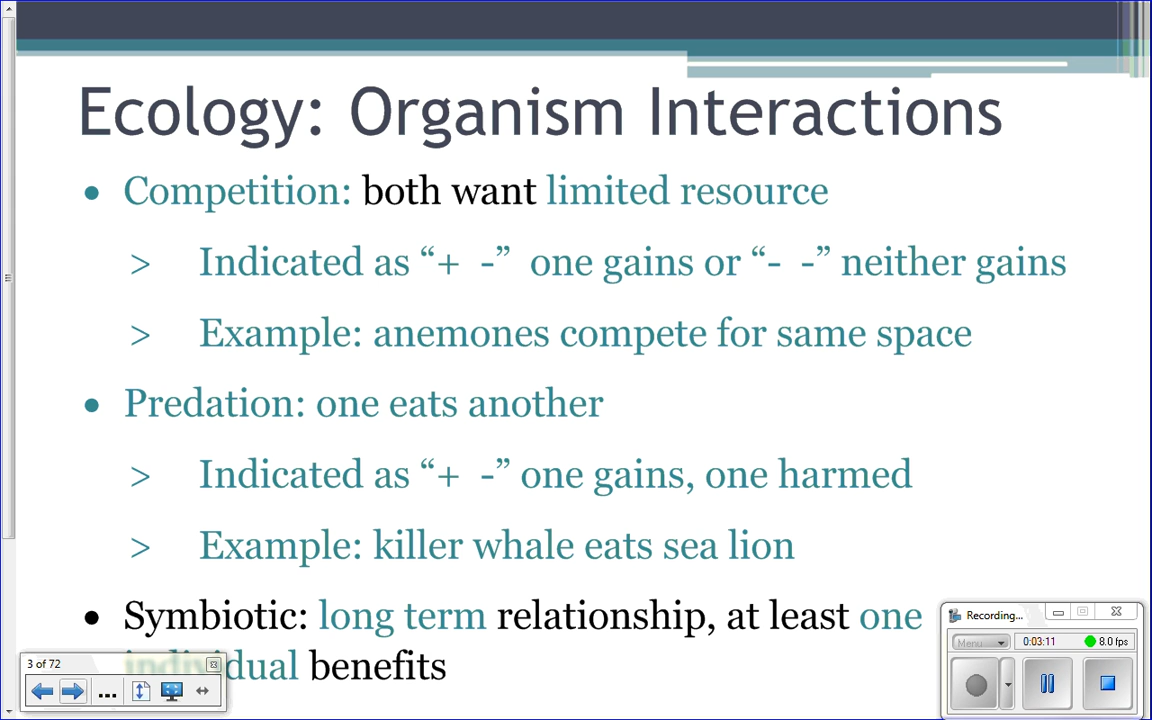 Ecology: Organism Interactions
• Competition: both want limited resource
> Indicated as “+ -” one gains or “- -” neither gains
> Example: anemones compete for same space
• Predation: one eats another
> Indicated as “+ -” one gains, one harmed
> Example: killer whale eats sea lion
• Symbiotic: long term relationship, at least one
individual benefits
3 of 72
...
Recording...
Menu
0:03:11
8.0 fps